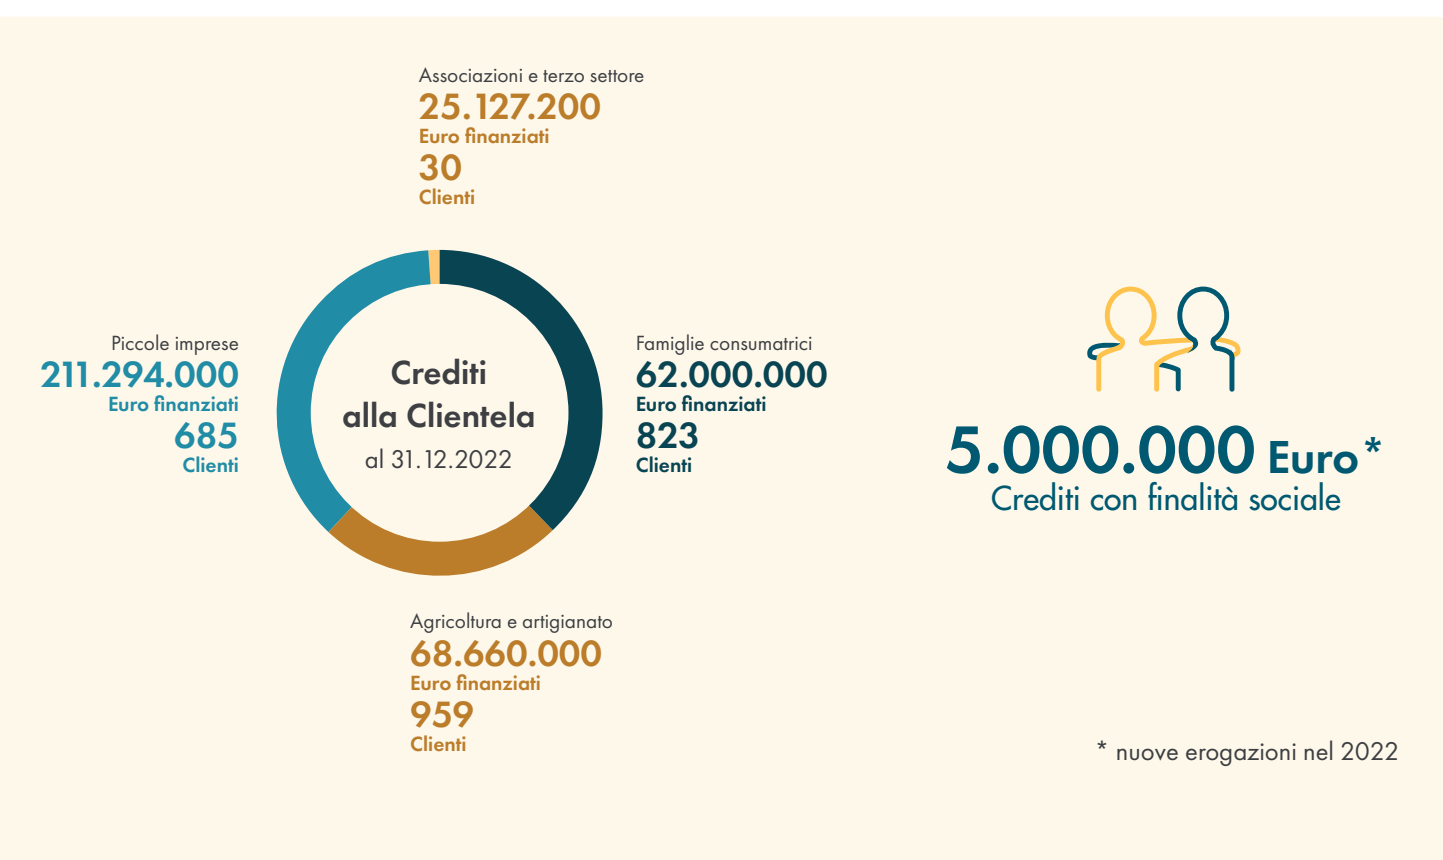 Associazioni e terzo settore
25.127.200
Euro finanziati
30
Clienti
Piccole imprese
211.294.000
Euro finanziati
685
Clienti
Crediti
alla Clientela
al 31.12.2022
Famiglie consumatrici
62.000.000
Euro finanziati
823
Clienti
Agricoltura e artigianato
68.660.000
Euro finanziati
959
Clienti
5.000.000 Euro*
Crediti con finalità sociale
* nuove erogazioni nel 2022